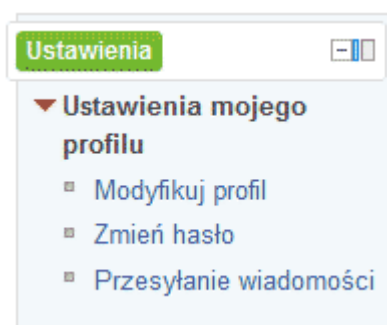 Ustawienia
Ustawienia mojego
profilu
Modyfikuj profil
Zmień hasło
Przesyłanie wiadomości